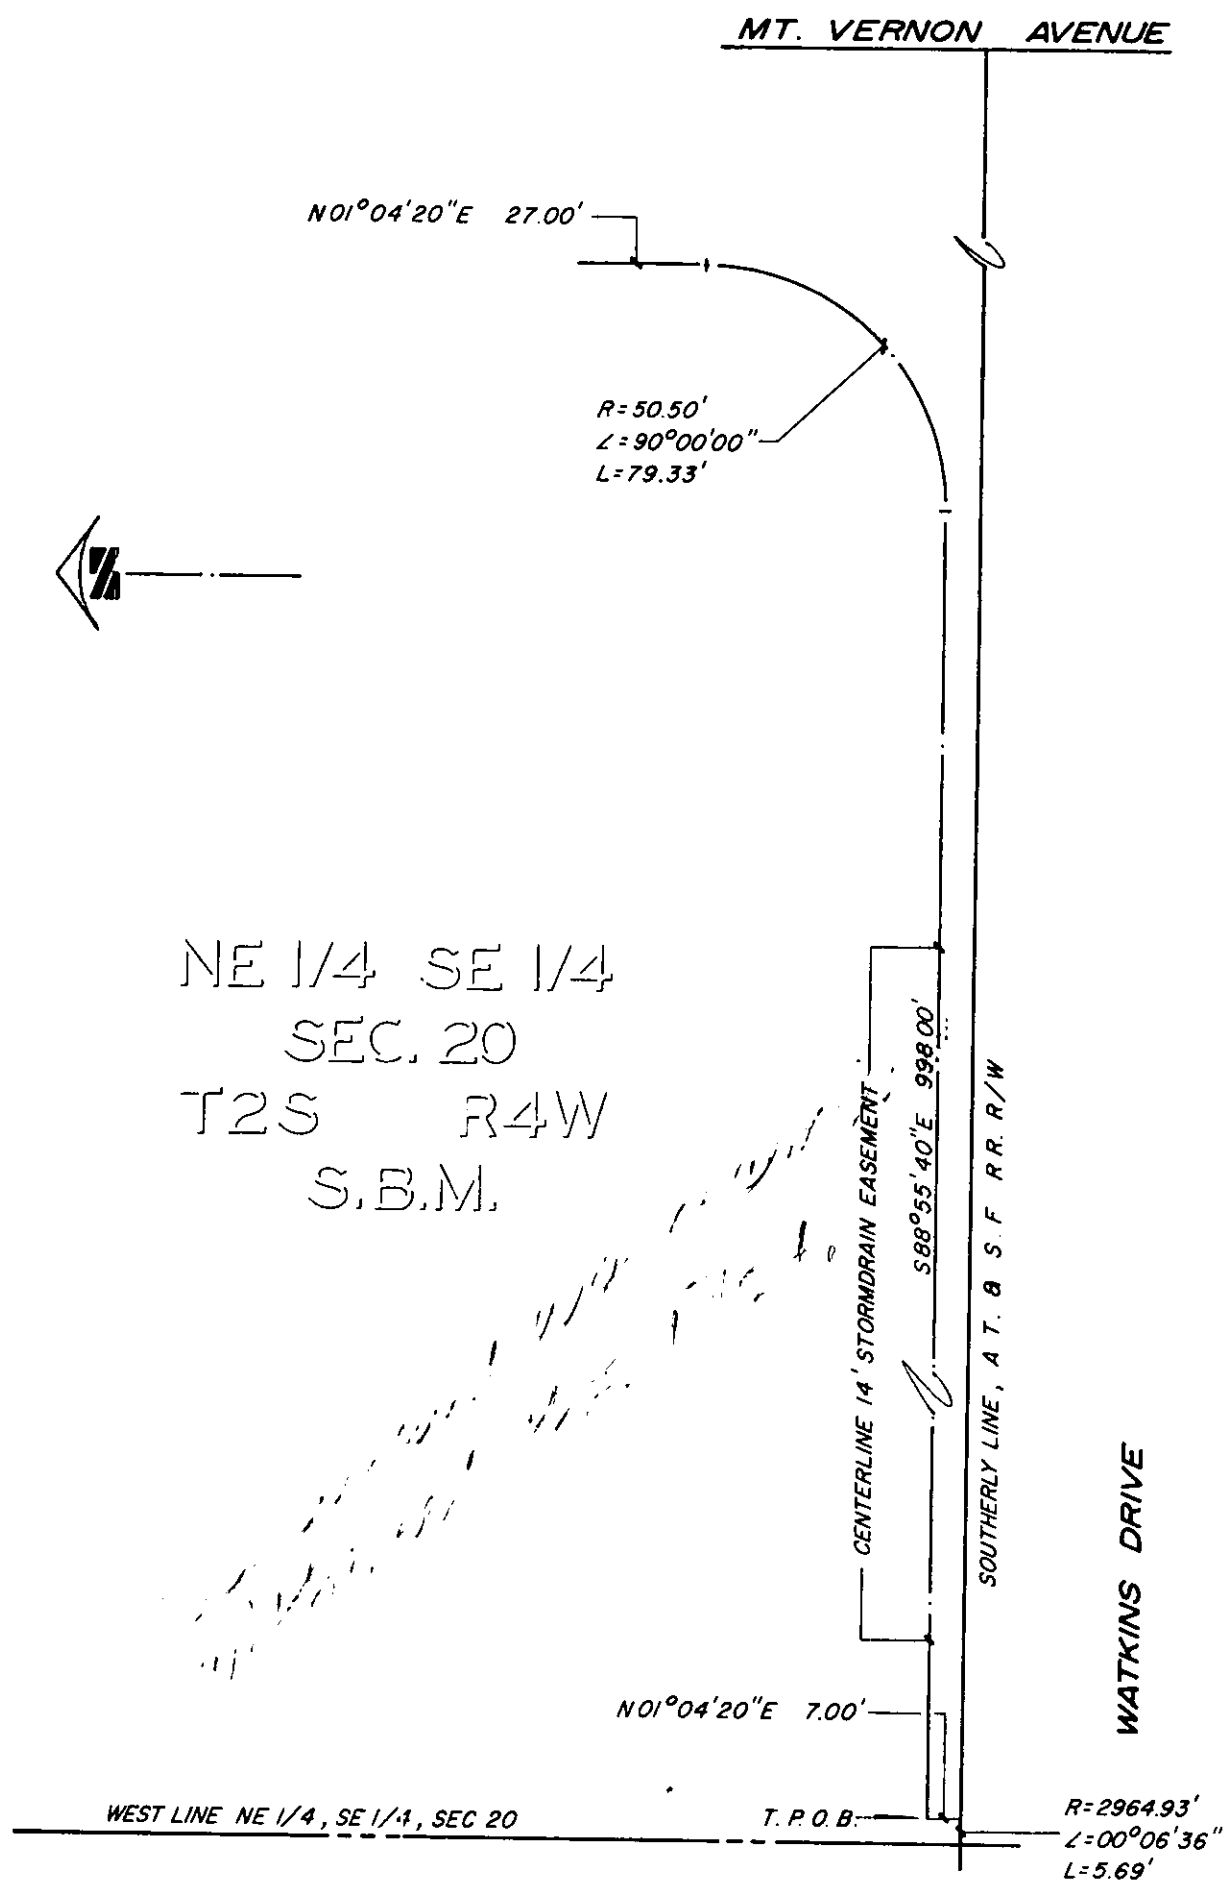 MT. VERNON AVENUE
N01°04'20"E 27.00'
R=50.50'
∠=90°00'00"
L=79.33'
NE 1/4 SE 1/4
SEC. 20
T2S R4W
S.B.M.
CENTERLINE 14' STORMDRAIN EASEMENT
S88°55'40"E 998.00'
SOUTHERLY LINE, A T. & S. F RR. R/W
WATKINS DRIVE
N01°04'20"E 7.00'
WEST LINE NE 1/4, SE 1/4, SEC 20
T. P. O. B.
R=2964.93'
∠=00°06'36"
L=5.69'